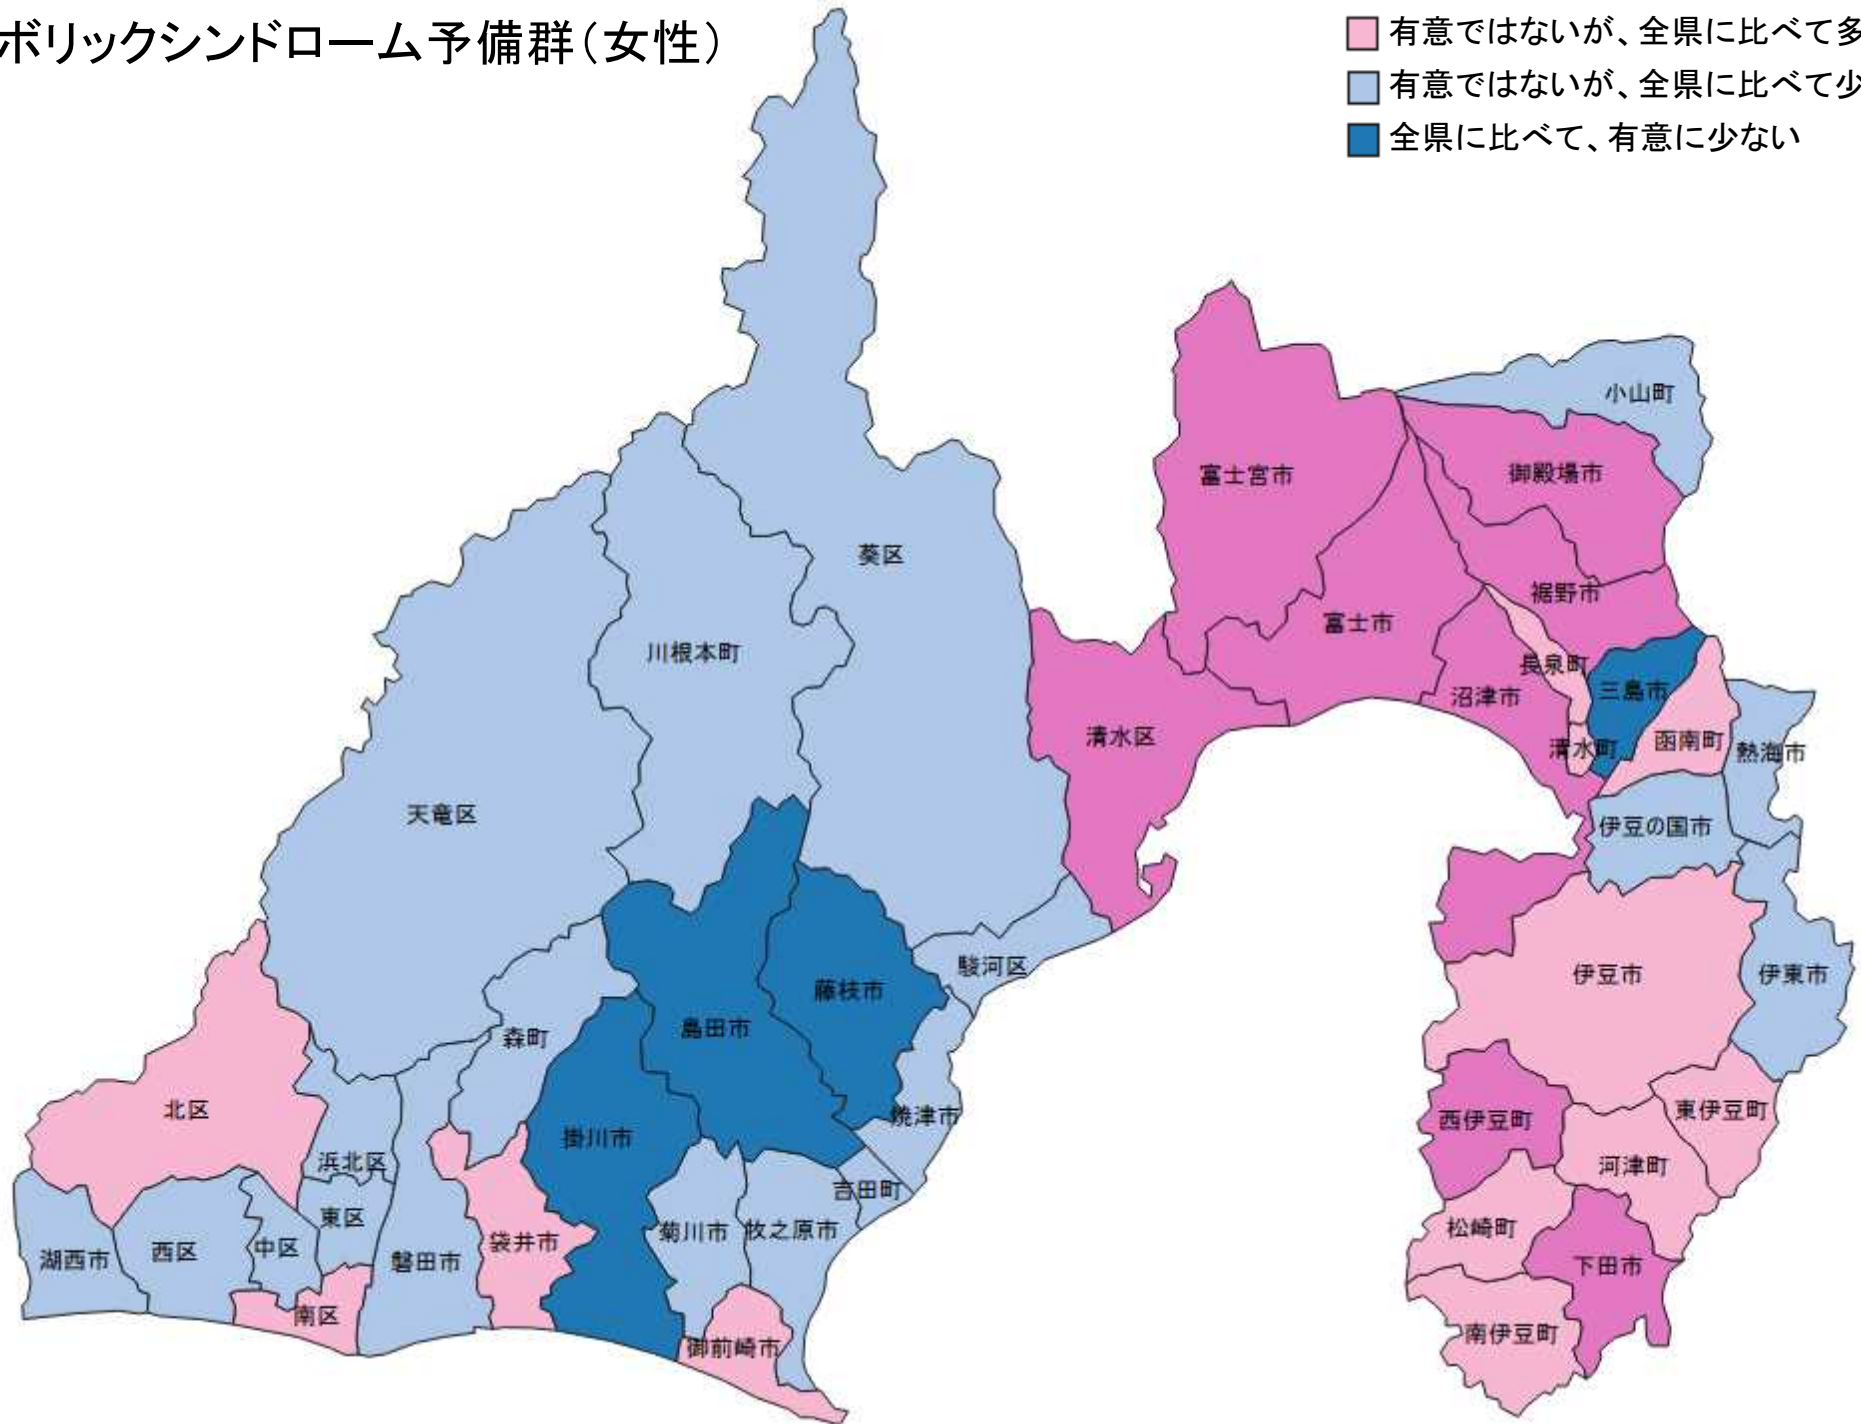 ボリックシンドローム予備群（女性）
有意ではないが、全県に比べて多
有意ではないが、全県に比べて少
全県に比べて、有意に少ない
小山町
富士宮市
御殿場市
葵区
裾野市
富士市
川根本町
長泉町
三島市
沼津市
清水区
清水町
函南町
熱海市
天竜区
伊豆の国市
駿河区
伊豆市
伊東市
藤枝市
島田市
森町
北区
焼津市
西伊豆町
東伊豆町
掛川市
浜北区
河津町
吉田町
東区
菊川市
牧之原市
松崎町
袋井市
中区
西区
湖西市
磐田市
下田市
南区
南伊豆町
御前崎市